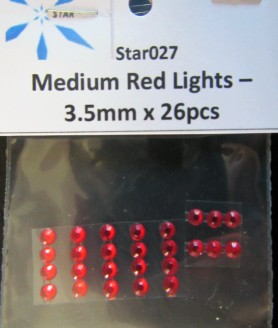 STAR
Star027
Medium Red Lights –
3.5mm x 26pcs